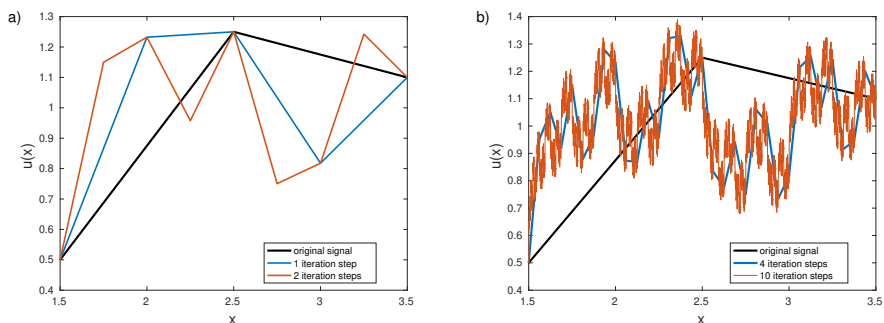 a)
1.3
1.2
1.1
1
0.9
0.8
0.7
0.6
0.5
0.4
u(x)
1.5
2
2.5
3
3.5
x
original signal
1 iteration step
2 iteration steps
b)
1.4
1.3
1.2
1.1
1
0.9
0.8
0.7
0.6
0.5
0.4
u(x)
1.5
2
2.5
3
3.5
x
original signal
4 iteration steps
10 iteration steps